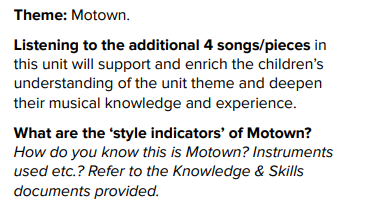 Theme: Motown.
Listening to the additional 4 songs/pieces in
this unit will support and enrich the children's
understanding of the unit theme and deepen
their musical knowledge and experience.
What are the ‘style indicators’ of Motown?
How do you know this is Motown? Instruments
used etc.? Refer to the Knowledge & Skills
documents provided.